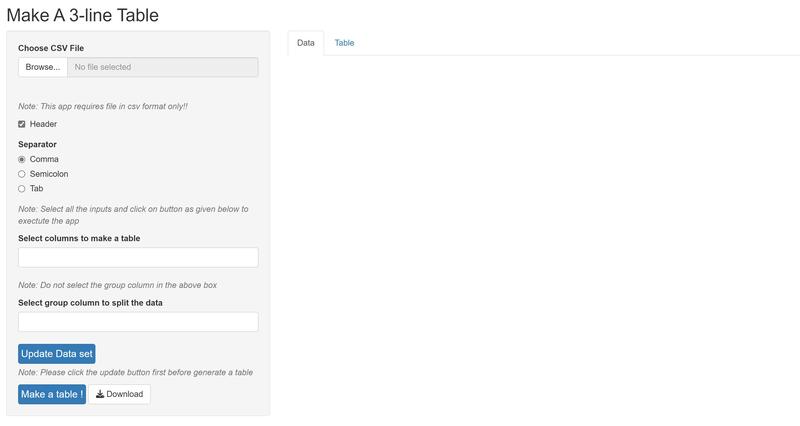 Make A 3-line Table
Choose CSV File
Browse... No file selected
Note: This app requires file in csv format only!!
Header
Separator
Comma
Semicolon
Tab
Note: Select all the inputs and click on button as given below to
exectute the app
Select columns to make a table
Note: Do not select the group column in the above box
Select group column to split the data
Update Data set
Note: Please click the update button first before generate a table
Make a table ! Download
Data Table